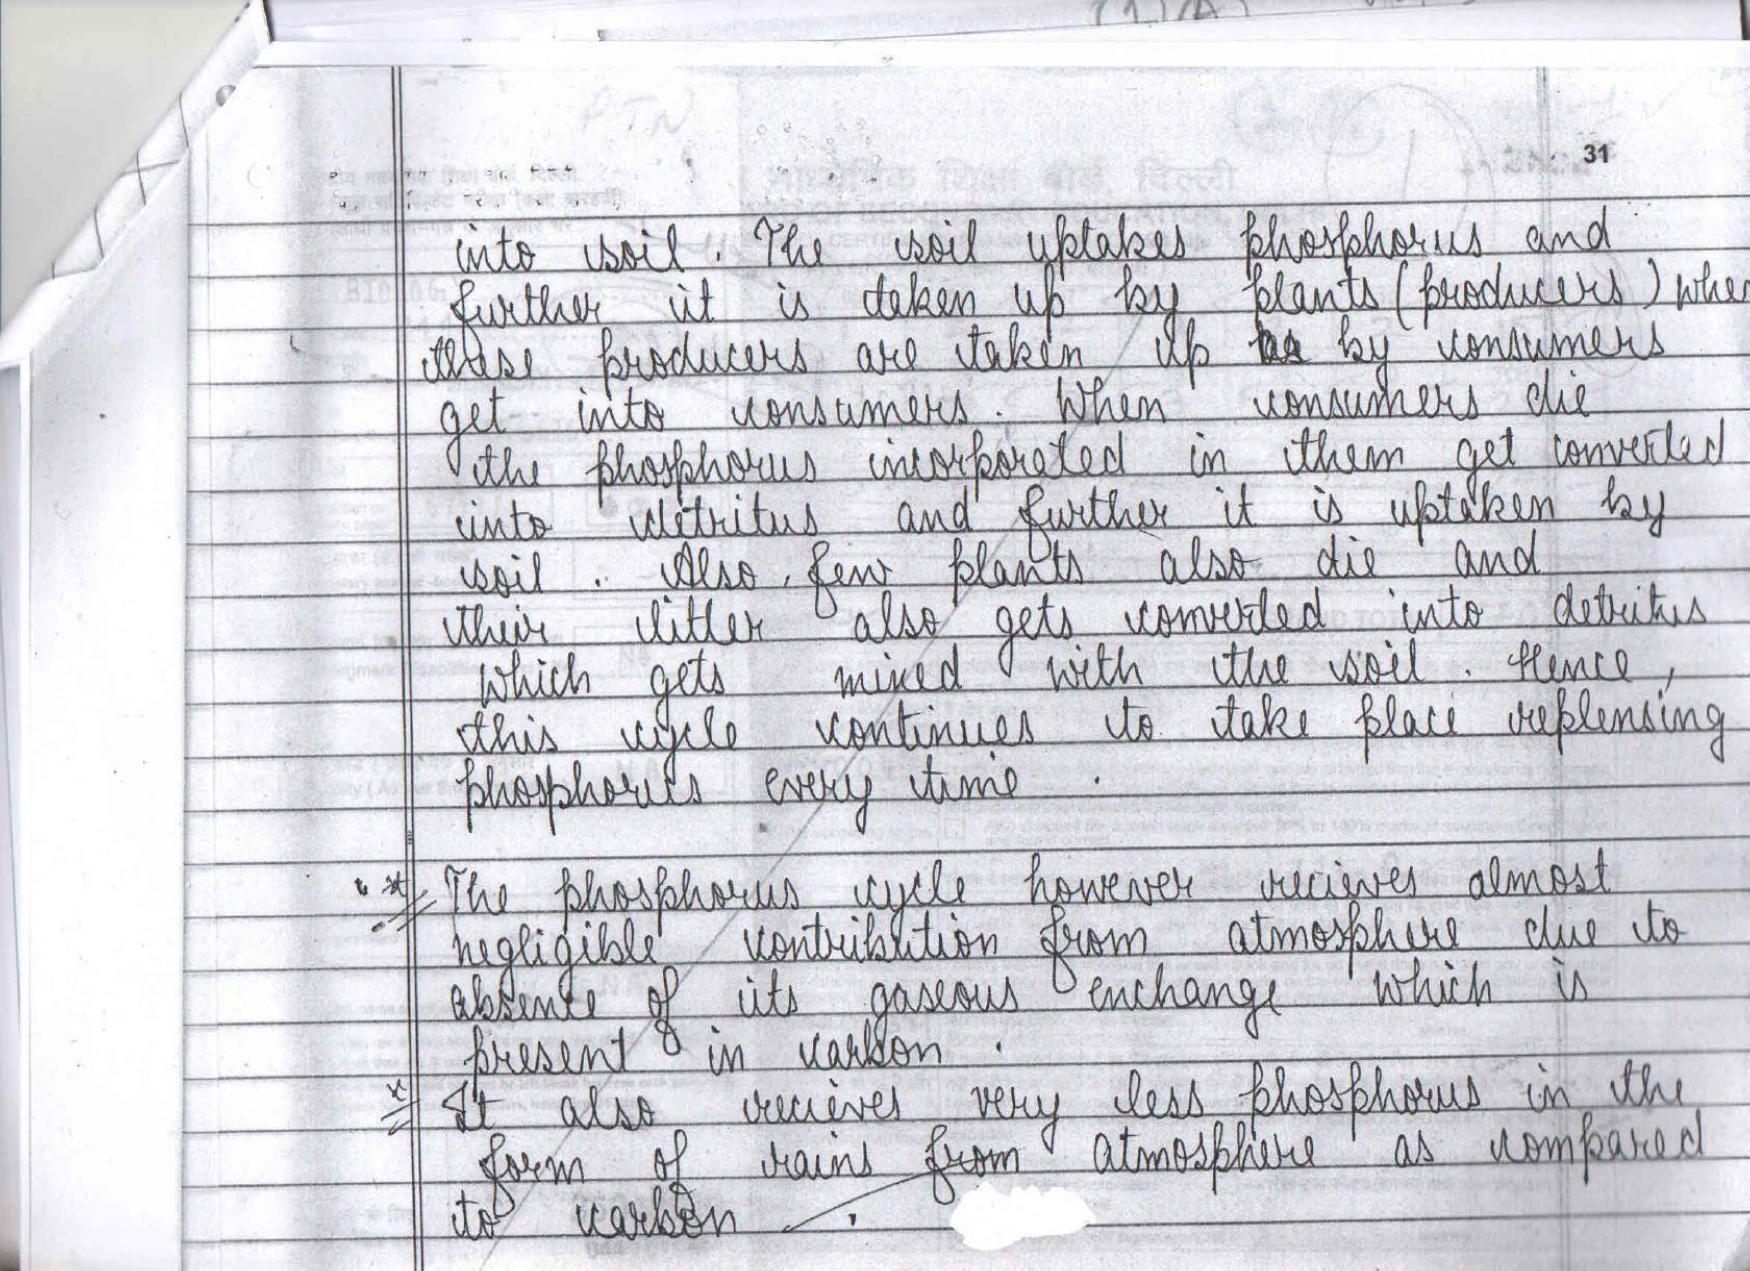 31
into soil. The soil uptakes phosphorus and
further it is taken up by plants (producers) when
these producers are taken up by consumers
get into consumers. When consumers die
the phosphorus incorporated in them get converted
into detritus and further it is uptaken by
soil. Also, few plants also die and
their litter also gets converted into detritus
which gets mixed with the soil. Hence,
this cycle continues to take place replensing
phosphorus every time.
The phosphorus cycle however recieves almost
negligible contribution from atmosphere due to
absence of its gaseous exchange which is
present in carbon.
It also recieves very less phosphorus in the
form of rains from atmosphere as compared
to carbon.